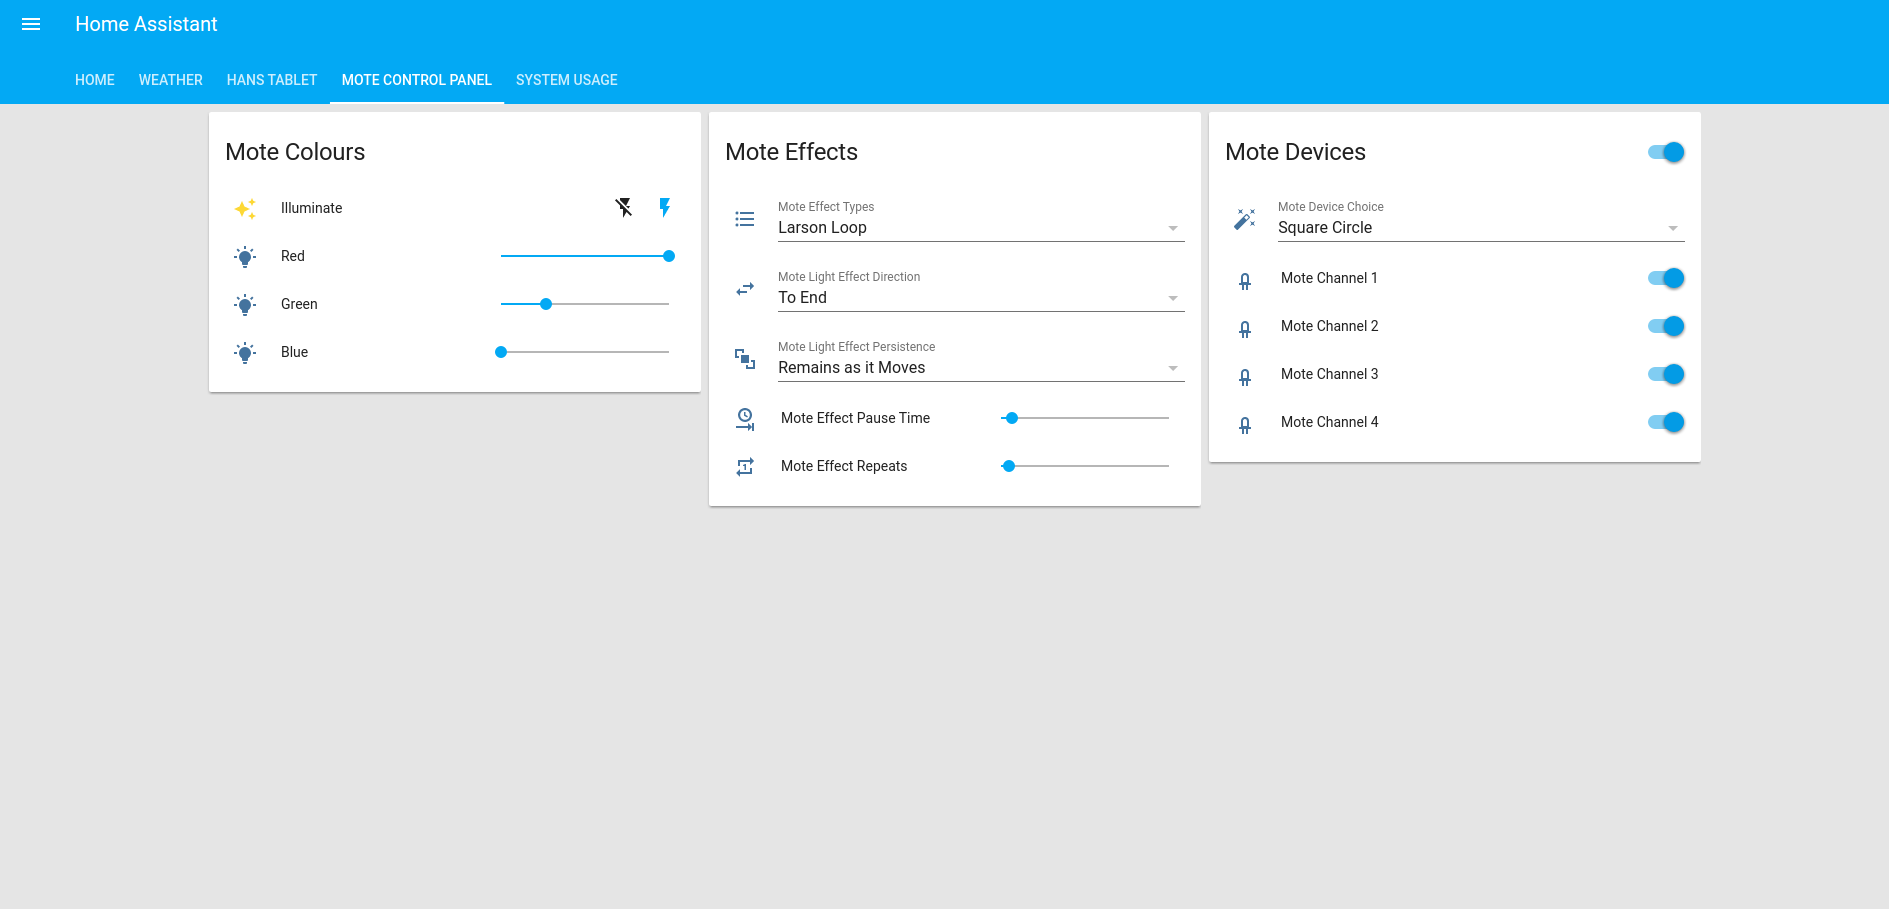 Home Assistant
HOME WEATHER HANS TABLET MOTE CONTROL PANEL SYSTEM USAGE
Mote Colours
Illuminate
Red
Green
Blue
Mote Effects
Mote Effect Types
Larson Loop
Mote Light Effect Direction
To End
Mote Light Effect Persistence
Remains as it Moves
Mote Effect Pause Time
Mote Effect Repeats
Mote Devices
Mote Device Choice
Square Circle
Mote Channel 1
Mote Channel 2
Mote Channel 3
Mote Channel 4